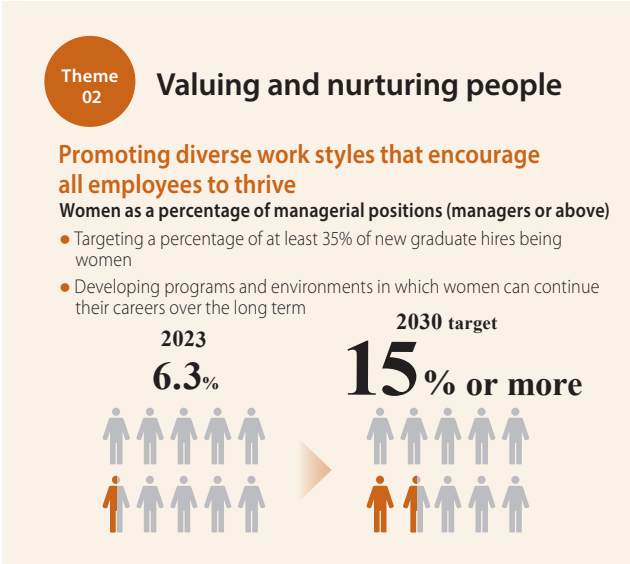 Theme
02
Valuing and nurturing people
Promoting diverse work styles that encourage
all employees to thrive
Women as a percentage of managerial positions (managers or above)
● Targeting a percentage of at least 35% of new graduate hires being
women
● Developing programs and environments in which women can continue
their careers over the long term
2023
6.3%
2030 target
15% or more